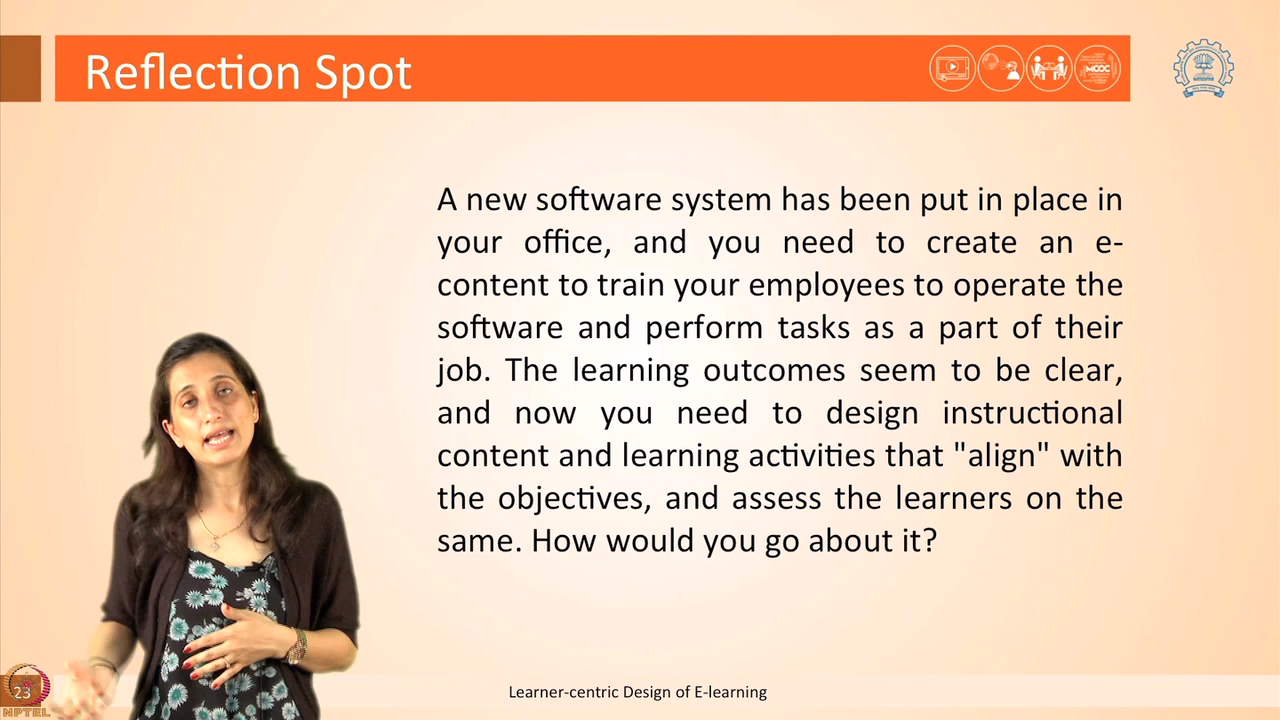 Reflection Spot
MOOC
A new software system has been put in place in
your office, and you need to create an e-
content to train your employees to operate the
software and perform tasks as a part of their
job. The learning outcomes seem to be clear,
and now you need to design instructional
content and learning activities that "align" with
the objectives, and assess the learners on the
same. How would you go about it?
23
NPTEL
Learner-centric Design of E-learning